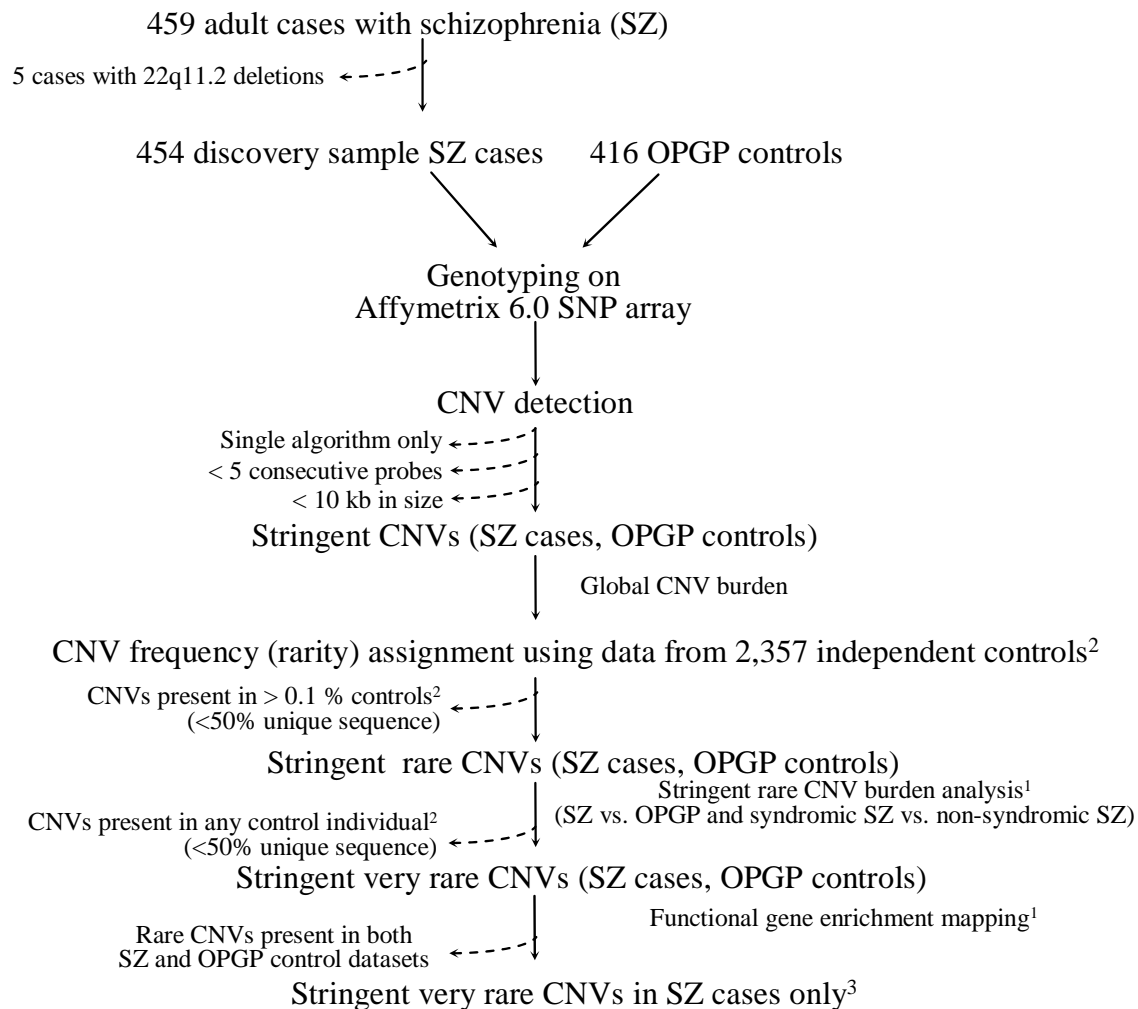 459 adult cases with schizophrenia (SZ)
5 cases with 22q11.2 deletions
454 discovery sample SZ cases
416 OPGP controls
Genotyping on
Affymetrix 6.0 SNP array
CNV detection
Single algorithm only
< 5 consecutive probes
< 10 kb in size
Stringent CNVs (SZ cases, OPGP controls)
Global CNV burden
CNV frequency (rarity) assignment using data from 2,357 independent controls²
CNVs present in > 0.1 % controls²
(<50% unique sequence)
Stringent rare CNVs (SZ cases, OPGP controls)
Stringent rare CNV burden analysis¹
(SZ vs. OPGP and syndromic SZ vs. non-syndromic SZ)
CNVs present in any control individual²
(<50% unique sequence)
Stringent very rare CNVs (SZ cases, OPGP controls)
Functional gene enrichment mapping¹
Rare CNVs present in both
SZ and OPGP control datasets
Stringent very rare CNVs in SZ cases only³